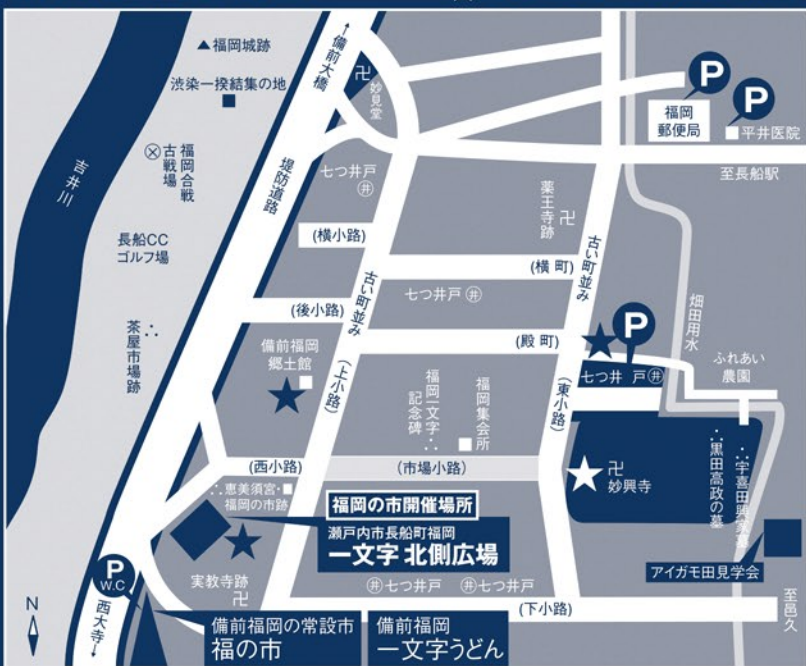 ←備前大橋
▲福岡城跡
渋染一揆結集の地
卍
妙見堂
P
福岡
郵便局
P
平井医院
至長船駅
吉井川
福岡合戦
古戦場
堤防道路
七つ井戸
井
薬王寺跡
卍
長船CC
ゴルフ場
(横小路)
古い町並み
(横町)
古い町並み
七つ井戸 井
畑田用水
(後小路)
茶屋市場跡
備前福岡
郷土館
(上小路)
(殿町)
P
七つ井戸 井
ふれあい
農園
福岡一文字
記念碑
福岡集会所
(東小路)
(西小路)
(市場小路)
卍
妙興寺
黒田高政の墓
宇喜田興家墓
恵美須宮・
福岡の市跡
福岡の市開催場所
瀬戸内市長船町福岡
一文字 北側広場
アイガモ田見学会
実教寺跡
卍
井 七つ井戸
井 七つ井戸
P
W.C
N
西大寺→
(下小路)
至邑久
備前福岡の常設市
福の市
備前福岡
一文字うどん